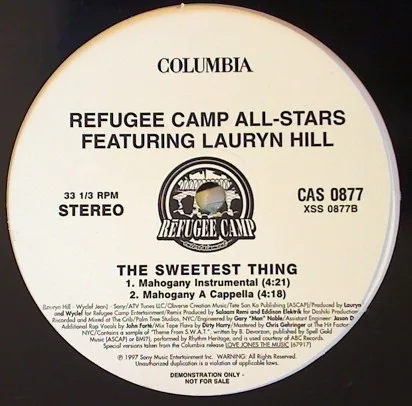 COLUMBIA
REFUGEE CAMP ALL-STARS
FEATURING LAURYN HILL
33 1/3 RPM
STEREO
CAS 0877
XSS 0877B
REFUGEE CAMP
THE SWEETEST THING
1. Mahogany Instrumental (4:21)
2. Mahogany A Cappella (4:18)
(Lauryn Hill - Wyclef Jean) - Sony/ATV Tunes LLC/Obverse Creation Music/Tete San Ko Publishing (ASCAP)/Produced by Lauryn
and Wyclef for Refugee Camp Entertainment/Remix Produced by Salaam Remi and Eddison Elektrik for Dashiki Production
Recorded and Mixed at The Crib/Palm Tree Studios, NYC/Engineered by Gary "Mon" Noble/Assistant Engineer: Jason D.
Additional Rap Vocals by John Forté/Mix Tape Flava by Dirty Harry/Mastered by Chris Gehringer at The Hit Factor
NYC/Contains a sample of "Theme From S.W.A.T.", written by B. Devorzon, published by Spell Gold
Music (ASCAP or BMI?), performed by Rhythm Heritage, and is used courtesy of ABC Records.
Special versions taken from the Columbia release LOVE JONES THE MUSIC (67917)
℗ 1997 Sony Music Entertainment Inc. WARNING: All Rights Reserved.
Unauthorized duplication is a violation of applicable laws.
DEMONSTRATION ONLY -
NOT FOR SALE